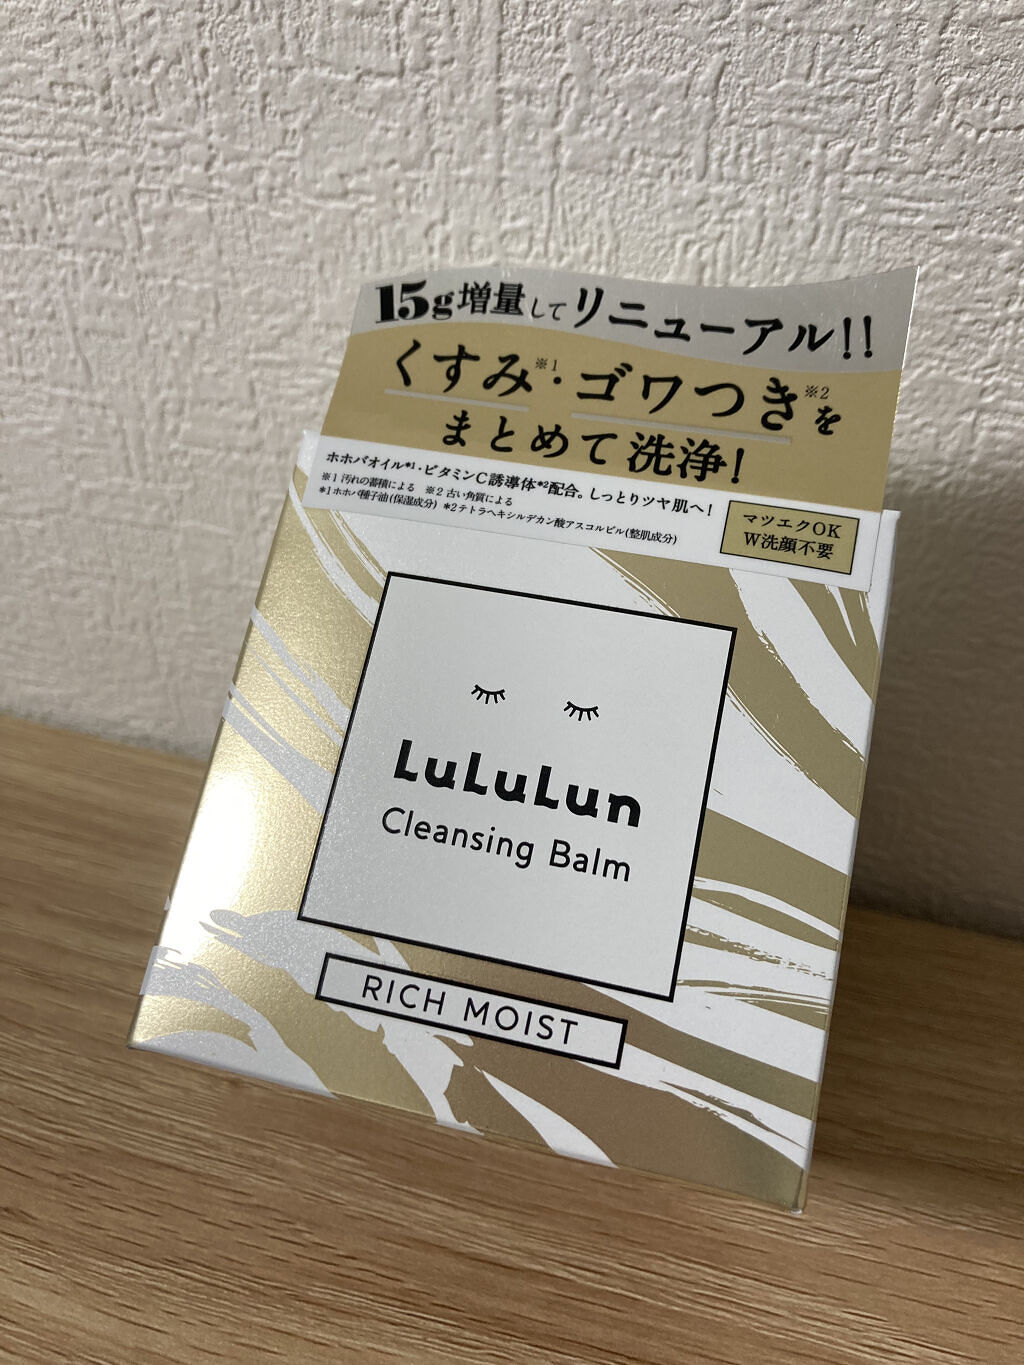 15g増量してリニューアル!!
くすみ※1・ゴワつき※2を
まとめて洗浄!
ホホバオイル*1・ビタミンC誘導体*2配合。しっとりツヤ肌へ!
※1 汚れの蓄積による ※2 古い角質による
*1 ホホバ種子油(保湿成分) *2 テトラヘキシルデカン酸アスコルビル(整肌成分)
マツエクOK
W洗顔不要
LuLuLun
Cleansing Balm
RICH MOIST